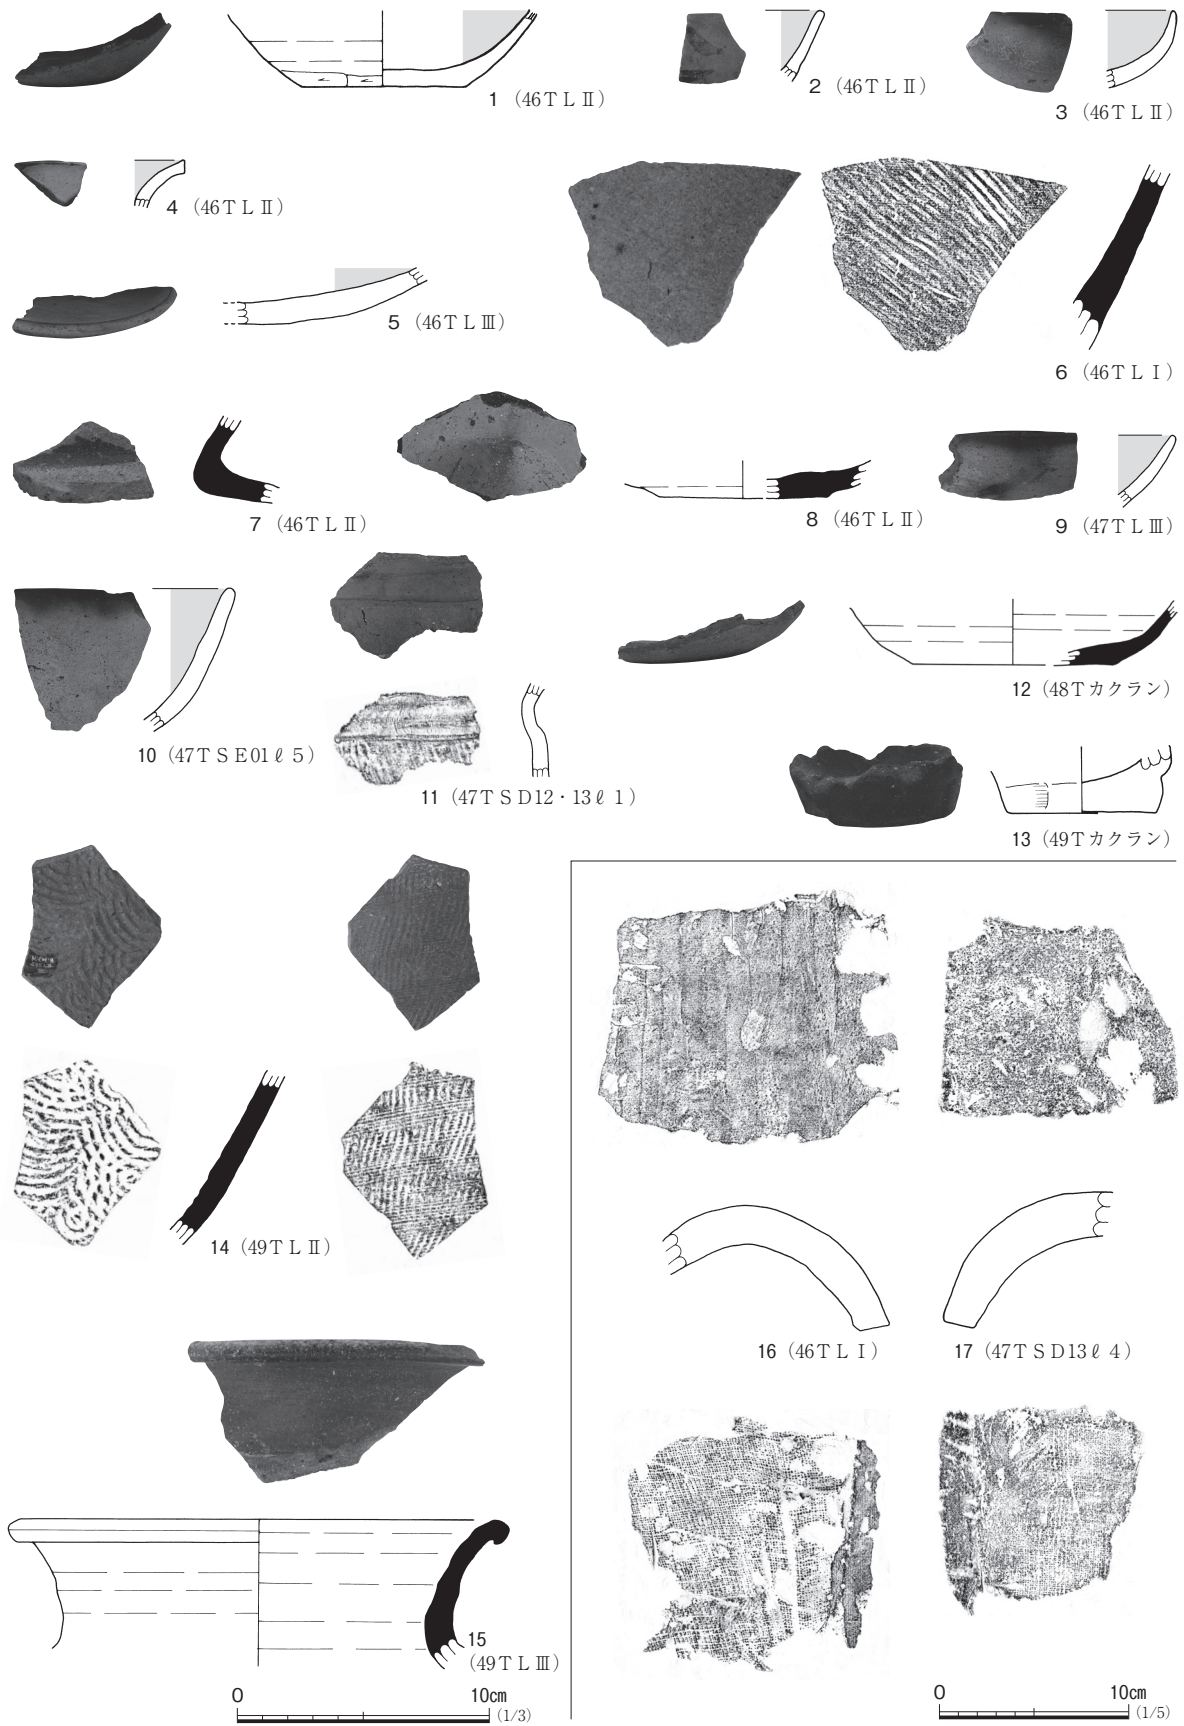 1（46TLⅡ）
2（46TLⅡ）
3（46TLⅡ）
4（46TLⅡ）
5（46TLⅢ）
6（46TLⅠ）
7（46TLⅡ）
8（46TLⅡ）
9（47TLⅢ）
10（47TSE01ℓ5）
11（47TSD12・13ℓ1）
12（48Tカクラン）
13（49Tカクラン）
14（49TLⅡ）
15
（49TLⅢ）
0 10㎝
(1/3)
16（46TLⅠ）
17（47TSD13ℓ4）
0 10㎝
(1/5)